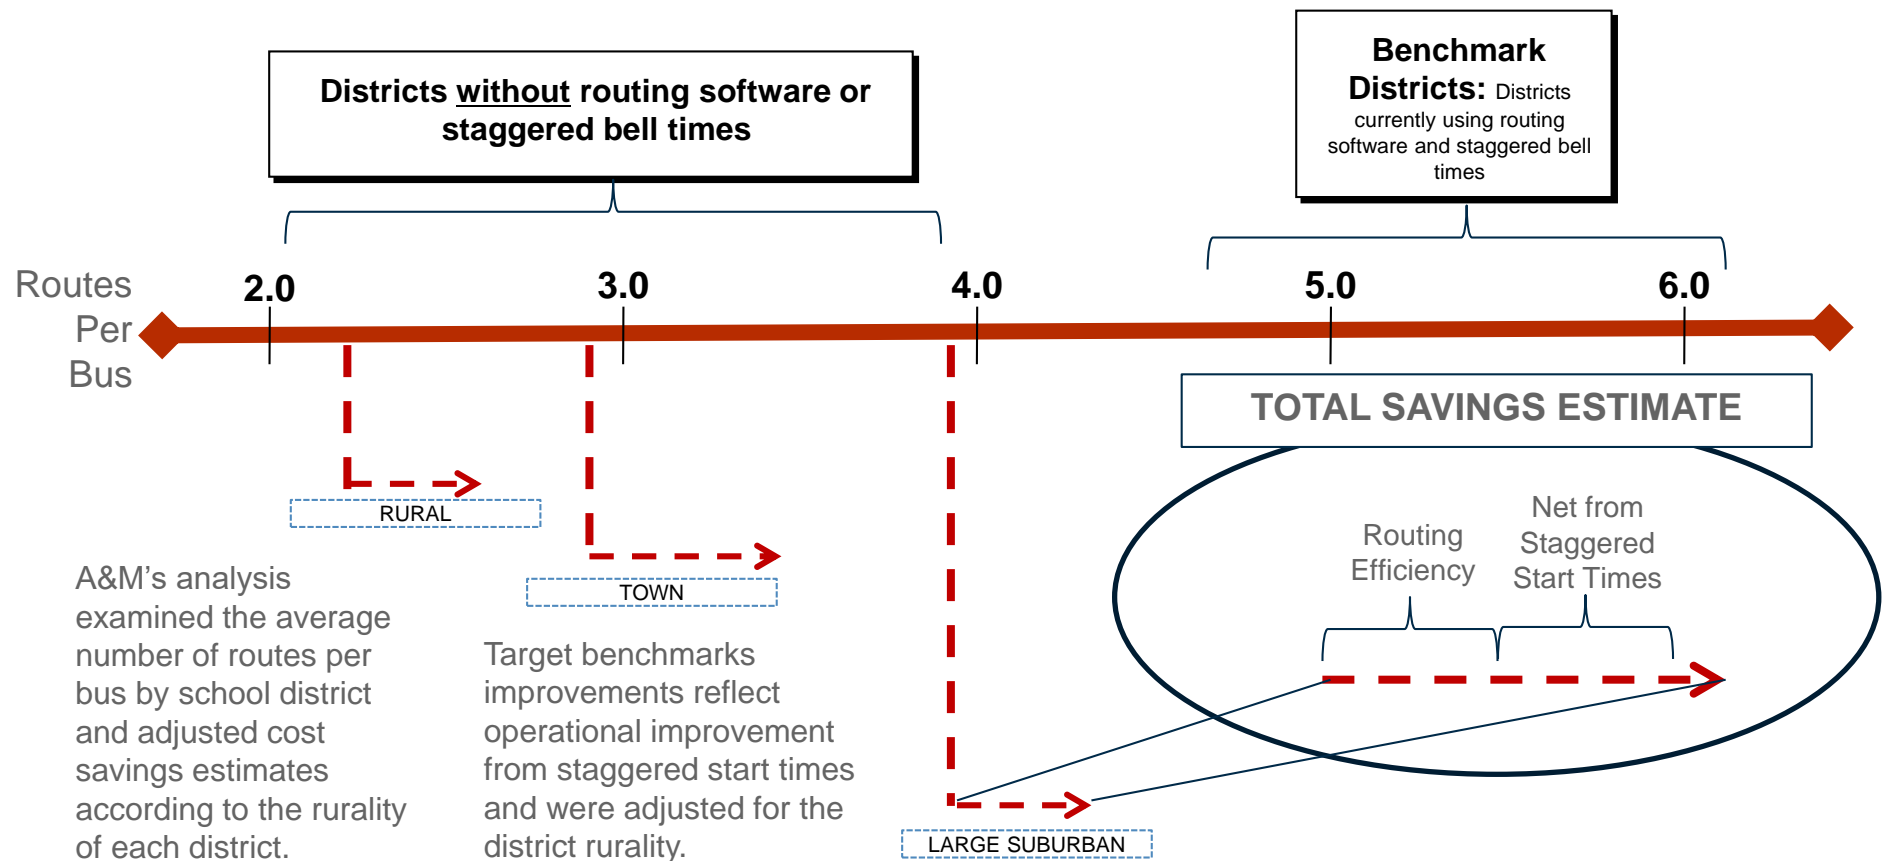 Districts without routing software or
staggered bell times
Benchmark
Districts: Districts
currently using routing
software and staggered bell
times
Routes
Per
Bus
2.0
3.0
4.0
5.0
6.0
TOTAL SAVINGS ESTIMATE
RURAL
TOWN
LARGE SUBURBAN
Routing
Efficiency
Net from
Staggered
Start Times
A&M's analysis
examined the average
number of routes per
bus by school district
and adjusted cost
savings estimates
according to the rurality
of each district.
Target benchmarks
improvements reflect
operational improvement
from staggered start times
and were adjusted for the
district rurality.